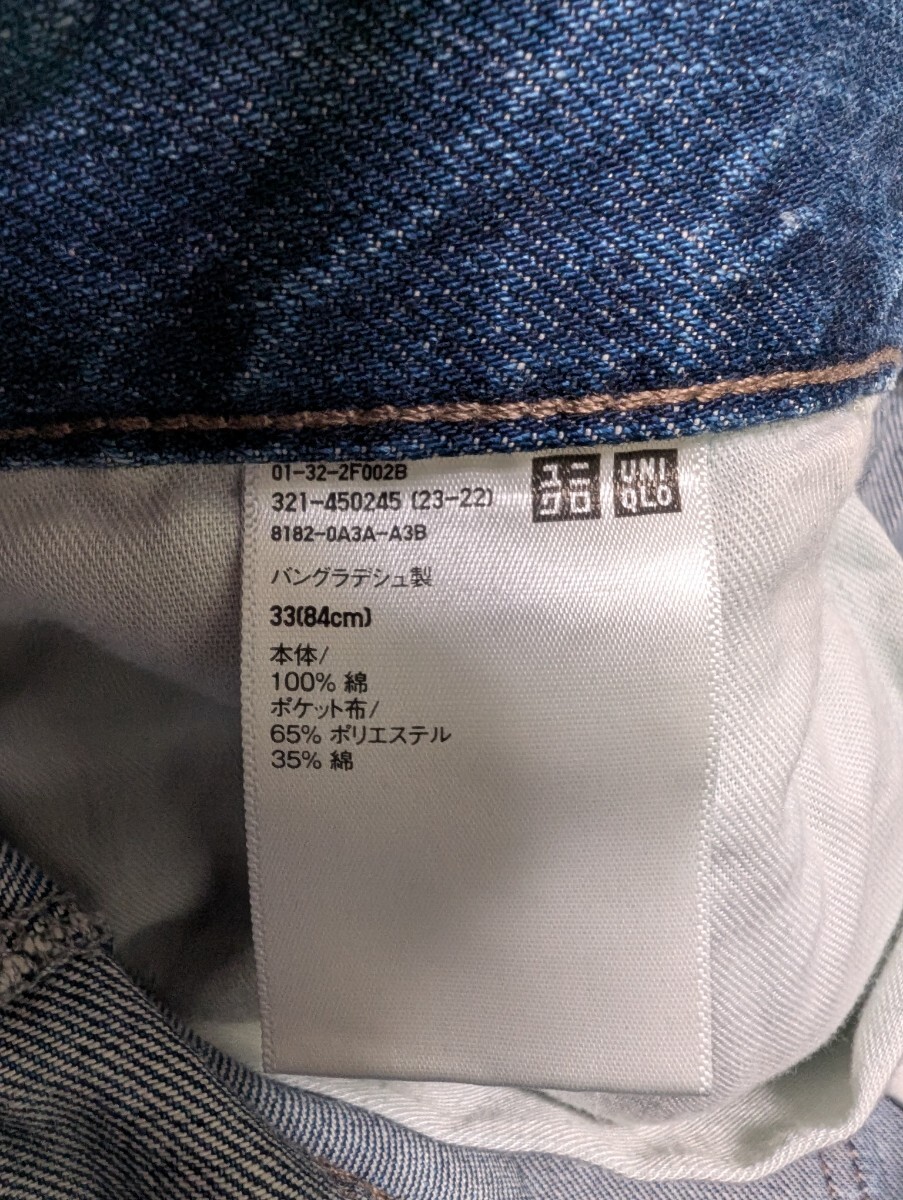 01-32-2F002B
321-450245 (23-22)
8182-0A3A-A3B
ユニ
クロ
UNI
QLO
バングラデシュ製
33(84cm)
本体/
100% 綿
ポケット布/
65% ポリエステル
35% 綿